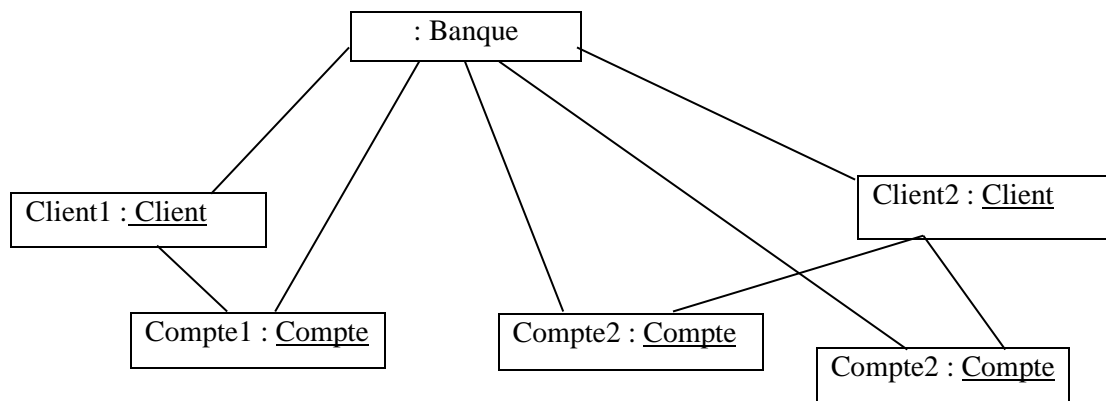 : Banque
Client1 : Client
Client2 : Client
Compte1 : Compte
Compte2 : Compte
Compte2 : Compte